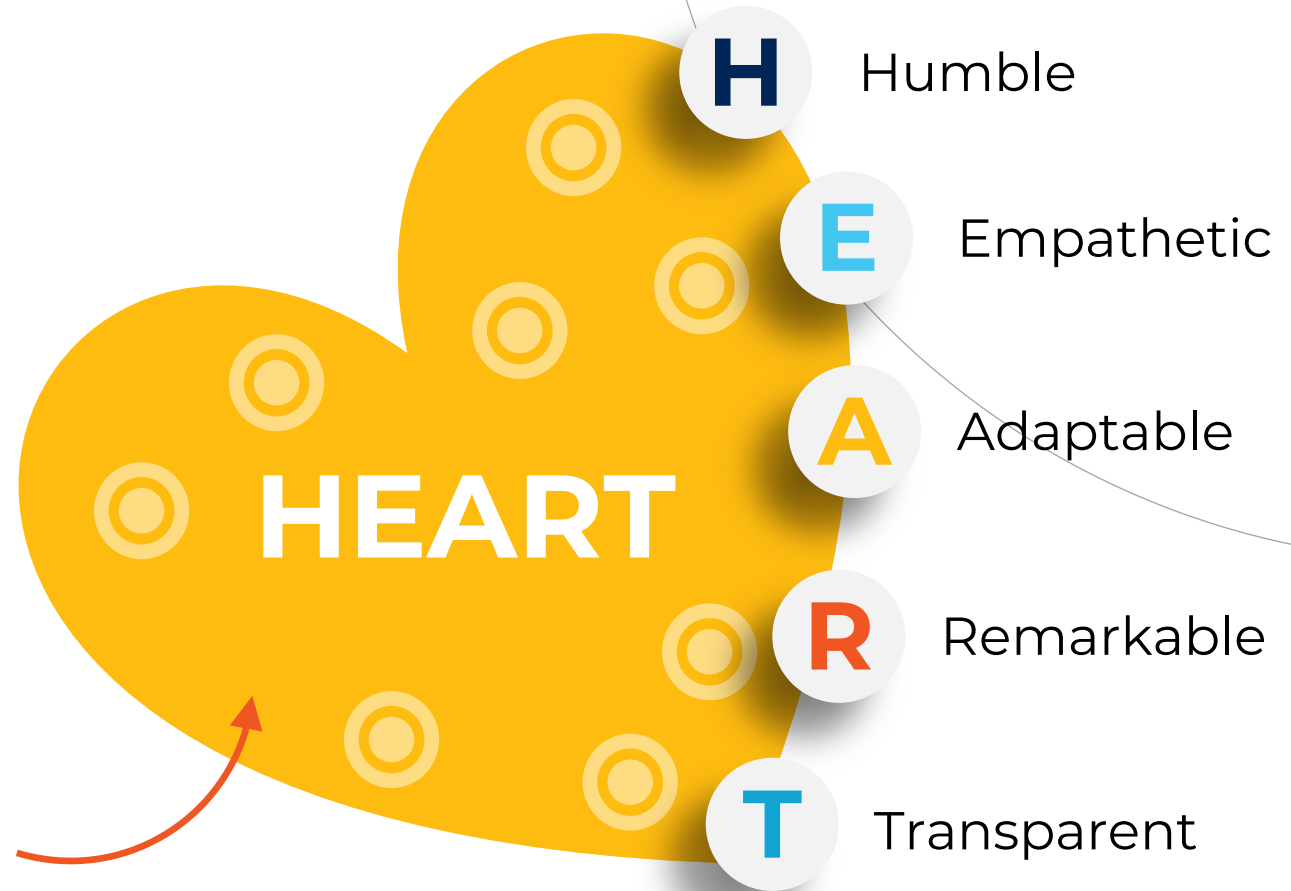 HEART
H Humble
E Empathetic
A Adaptable
R Remarkable
T Transparent